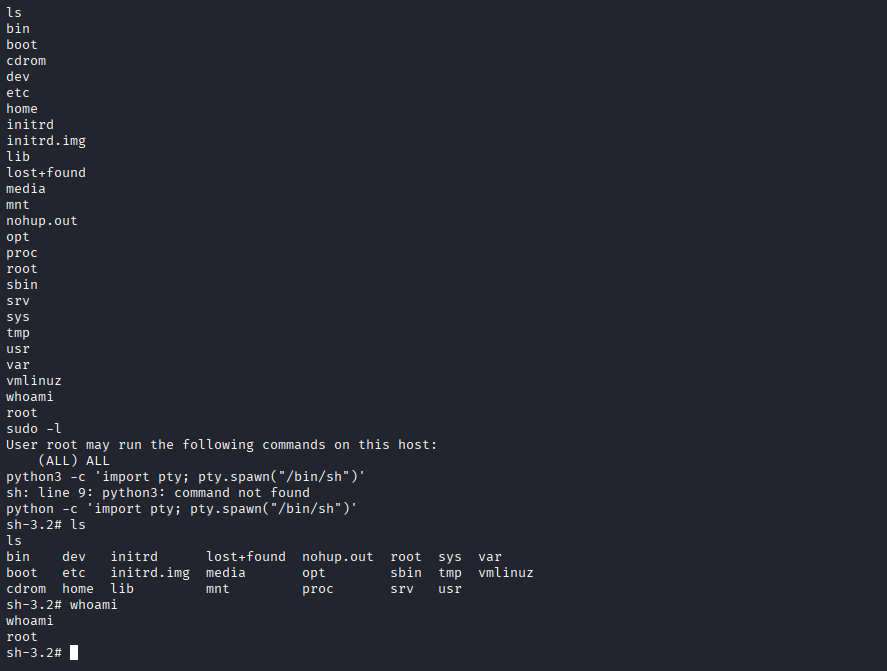 ls
bin
boot
cdrom
dev
etc
home
initrd
initrd.img
lib
lost+found
media
mnt
nohup.out
opt
proc
root
sbin
srv
sys
tmp
usr
var
vmlinuz
whoami
root
sudo -l
User root may run the following commands on this host:
    (ALL) ALL
python3 -c 'import pty; pty.spawn("/bin/sh")'
sh: line 9: python3: command not found
python -c 'import pty; pty.spawn("/bin/sh")'
sh-3.2# ls
ls
bin    dev   initrd      lost+found  nohup.out  root  sys  var
boot   etc   initrd.img  media       opt        sbin  tmp  vmlinuz
cdrom  home  lib         mnt         proc       srv   usr
sh-3.2# whoami
whoami
root
sh-3.2#